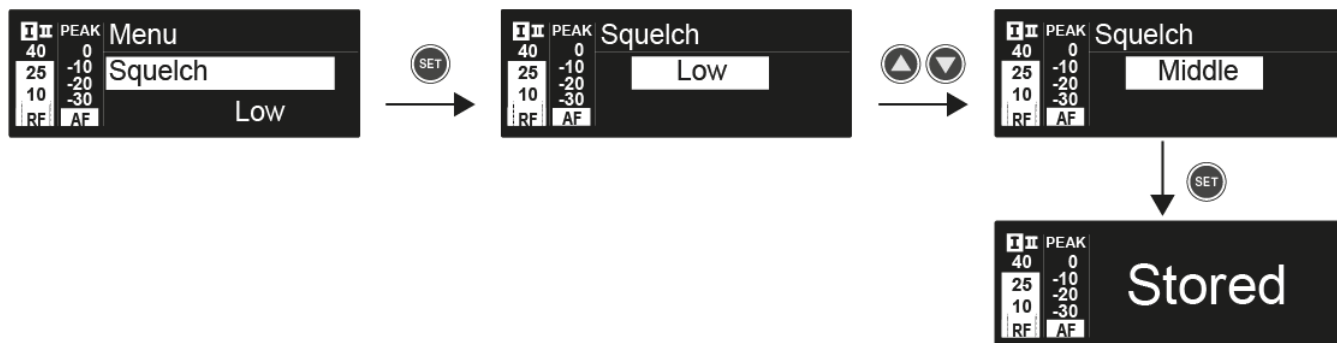 I II PEAK Menu
40 0
25 -10 Squelch
-20
10 -30 Low
RF AF
SET
I II PEAK Squelch
40 0
25 -10 Low
-20
10 -30
RF AF
I II PEAK Squelch
40 0
25 -10 Middle
-20
10 -30
RF AF
SET
I II PEAK
40 0
25 -10 Stored
-20
10 -30
RF AF